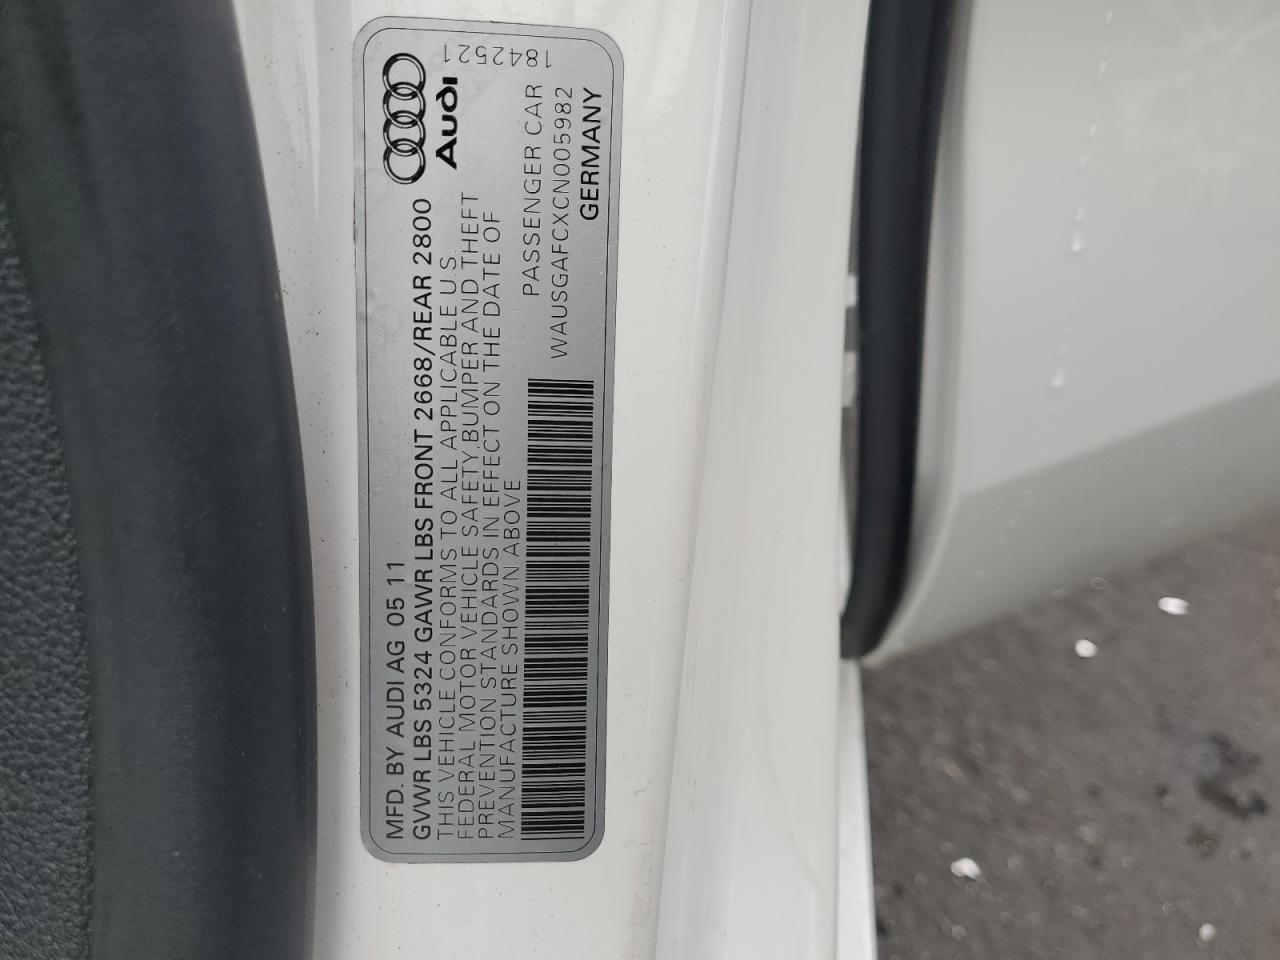 MFD. BY AUDI AG 05 11
GVWR LBS 5324 GAWR LBS FRONT 2668/REAR 2800
THIS VEHICLE CONFORMS TO ALL APPLICABLE U.S.
FEDERAL MOTOR VEHICLE SAFETY, BUMPER AND THEFT
PREVENTION STANDARDS IN EFFECT ON THE DATE OF
MANUFACTURE SHOWN ABOVE
Audi
1842521
PASSENGER CAR
WAUSGAFCXCN005982
GERMANY